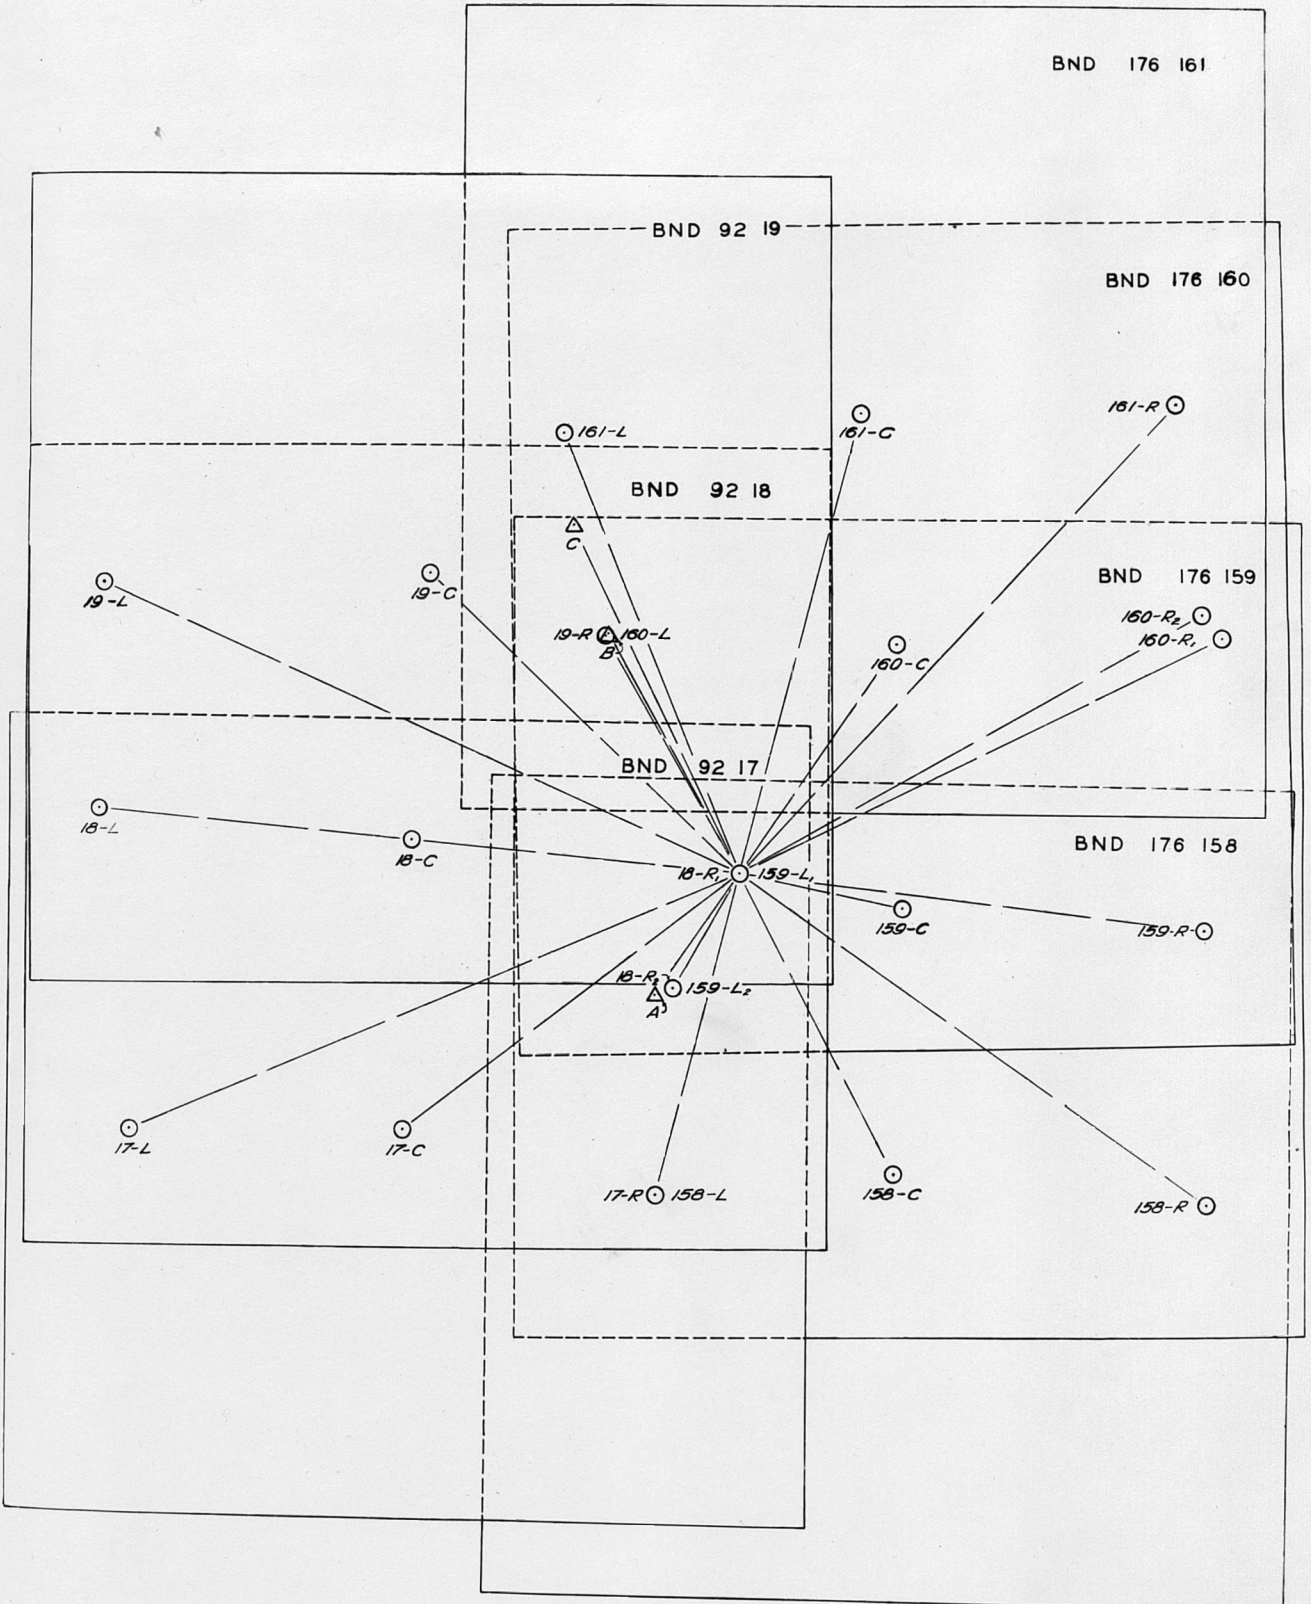 BND 176 161
BND 92 19
BND 176 160
161-R
161-C
161-L
BND 92 18
C
BND 176 159
19-C
19-L
160-R₂
19-R 160-L
160-R₁
B
160-C
BND 92 17
18-L
BND 176 158
18-C
18-R₁ 159-L₁
159-C
159-R
18-R₂
159-L₂
A
17-L
17-C
17-R 158-L
158-C
158-R